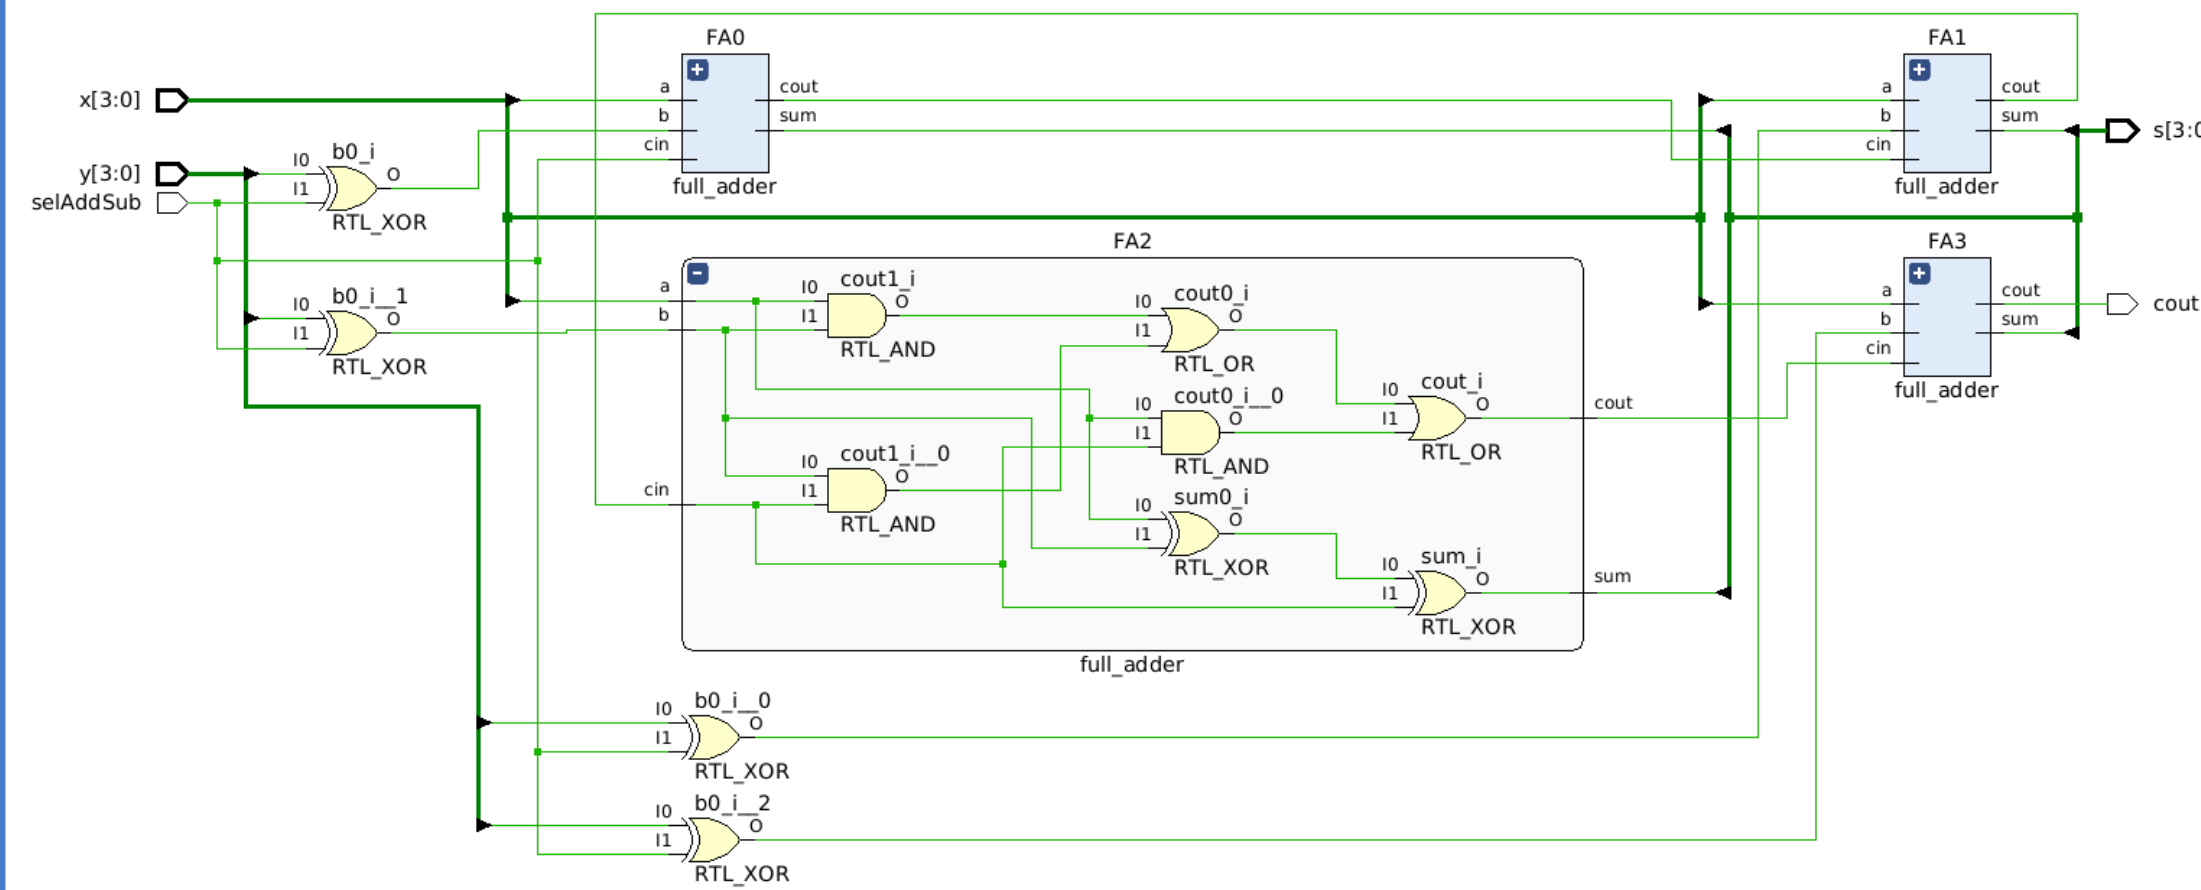 FA0
FA1
x[3:0]
a
b
cin
cout
sum
full_adder
a
b
cin
cout
sum
full_adder
s[3:0
y[3:0]
selAddSub
b0_i
I0
I1
O
RTL_XOR
b0_i__1
I0
I1
O
RTL_XOR
FA2
a
b
cin
cout1_i
I0
I1
O
RTL_AND
cout1_i__0
I0
I1
O
RTL_AND
cout0_i
I0
I1
O
RTL_OR
cout0_i__0
I0
I1
O
RTL_AND
sum0_i
I0
I1
O
RTL_XOR
cout_i
I0
I1
O
RTL_OR
sum_i
I0
I1
O
RTL_XOR
cout
sum
full_adder
FA3
a
b
cin
cout
sum
full_adder
cout
b0_i__0
I0
I1
O
RTL_XOR
b0_i__2
I0
I1
O
RTL_XOR